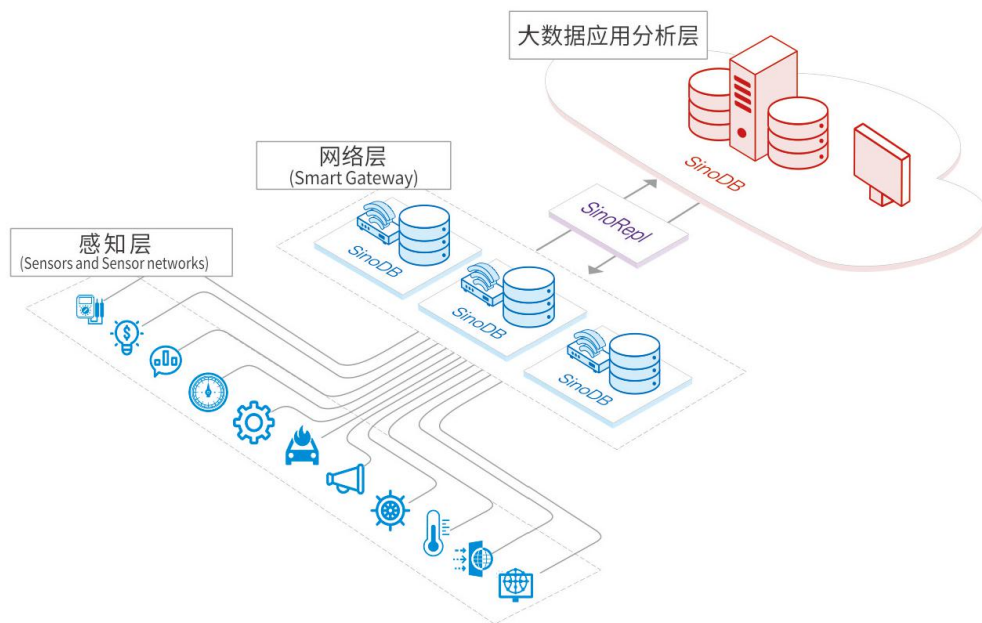 大数据应用分析层
SinoDB
网络层
(Smart Gateway)
SinoRepl
SinoDB
SinoDB
SinoDB
感知层
(Sensors and Sensor networks)